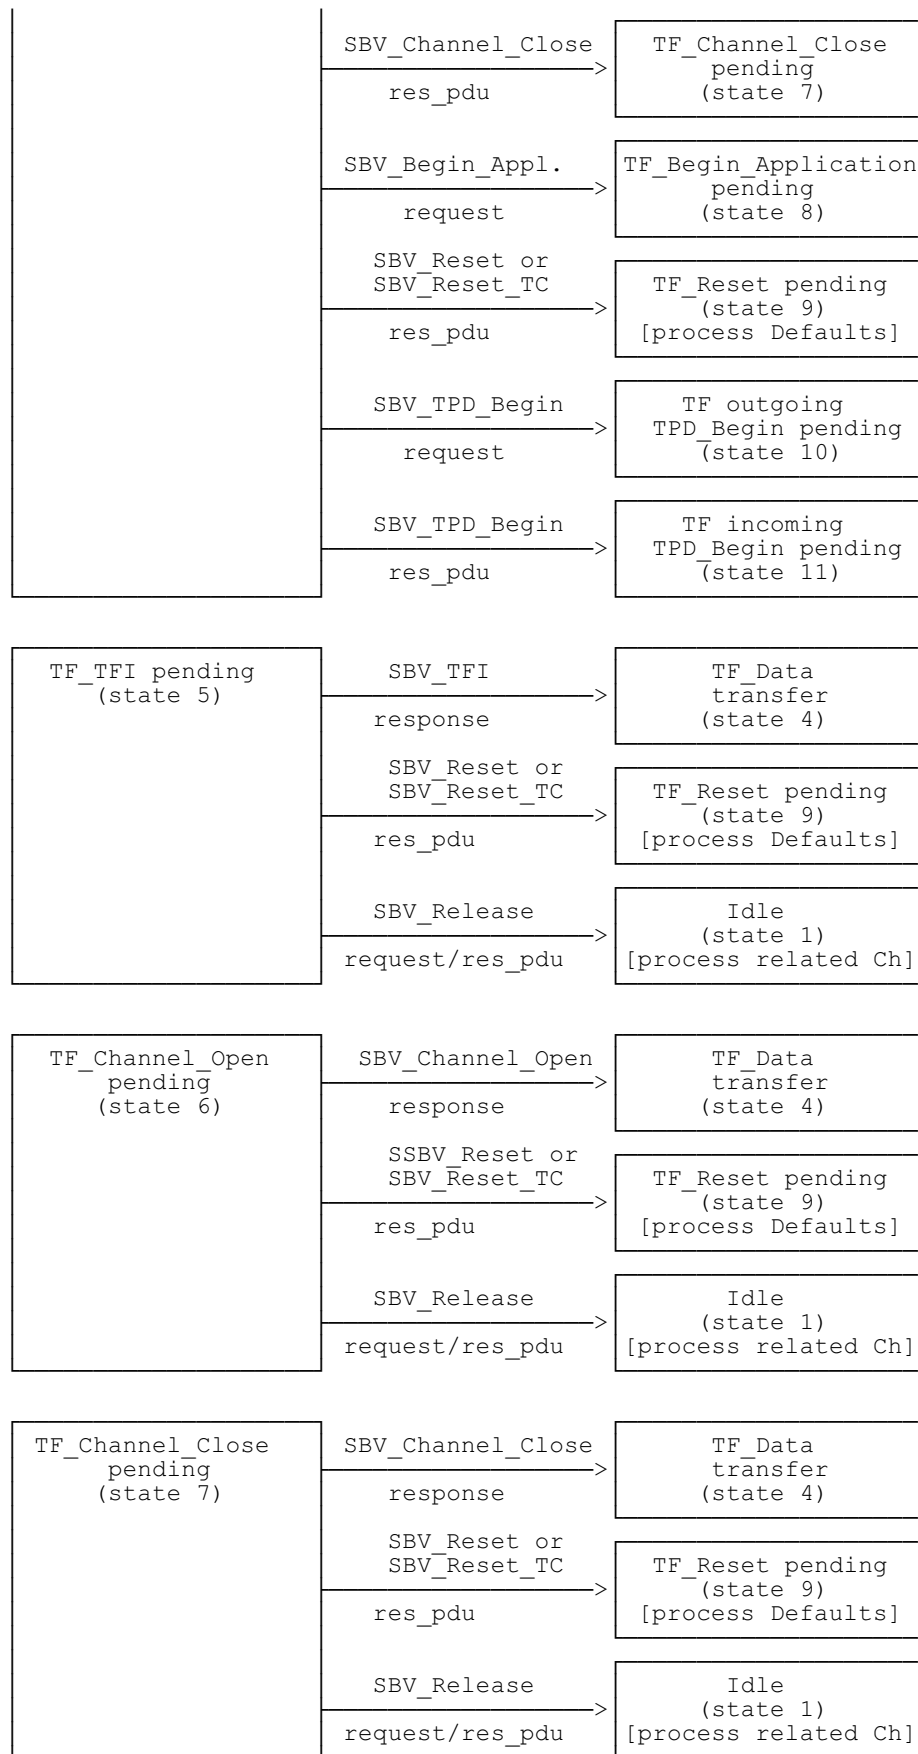 SBV_Channel_Close TF_Channel_Close
> pending
res_pdu (state 7)
SBV_Begin_Appl. TF_Begin_Application
> pending
request (state 8)
SBV_Reset or
SBV_Reset_TC TF_Reset pending
> (state 9)
res_pdu [process Defaults]
SBV_TPD_Begin TF outgoing
> TPD_Begin pending
request (state 10)
SBV_TPD_Begin TF incoming
> TPD_Begin pending
res_pdu (state 11)
TF_TFI pending SBV_TFI TF_Data
(state 5) > transfer
response (state 4)
SBV_Reset or
SBV_Reset_TC TF_Reset pending
> (state 9)
res_pdu [process Defaults]
SBV_Release Idle
> (state 1)
request/res_pdu [process related Ch]
TF_Channel_Open SBV_Channel_Open TF_Data
pending > transfer
(state 6) response (state 4)
SSBV_Reset or
SBV_Reset_TC TF_Reset pending
> (state 9)
res_pdu [process Defaults]
SBV_Release Idle
> (state 1)
request/res_pdu [process related Ch]
TF_Channel_Close SBV_Channel_Close TF_Data
pending > transfer
(state 7) response (state 4)
SBV_Reset or
SBV_Reset_TC TF_Reset pending
> (state 9)
res_pdu [process Defaults]
SBV_Release Idle
> (state 1)
request/res_pdu [process related Ch]